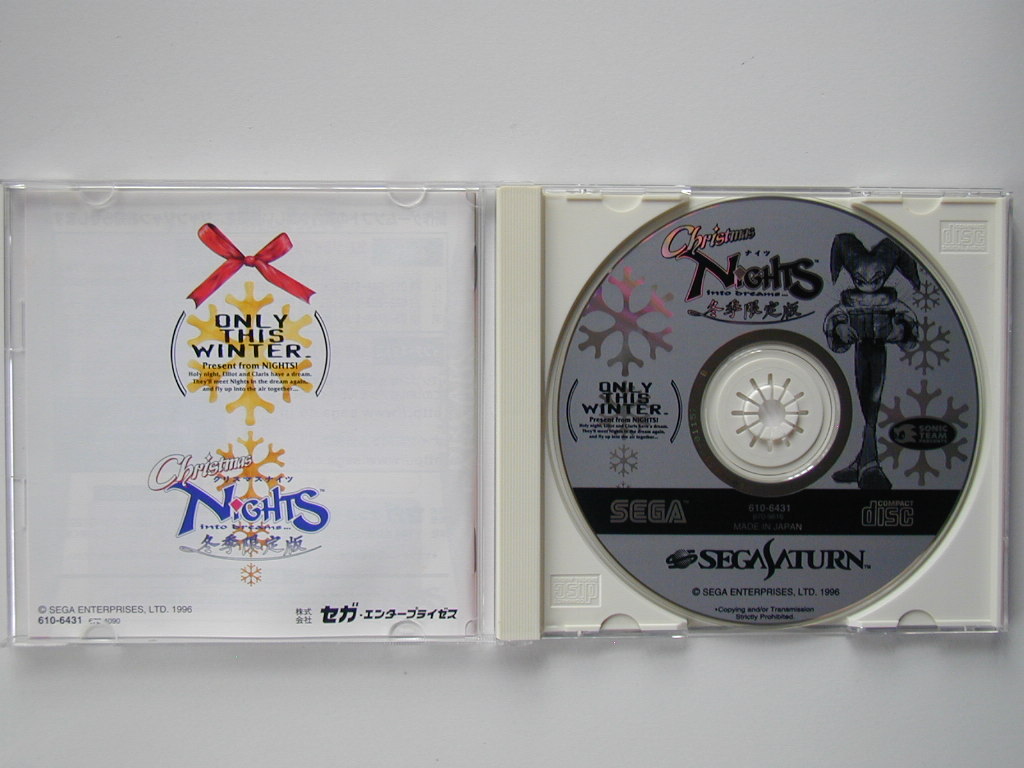 ONLY
THIS
WINTER
Present from NIGHTS!
Holy night, Elliot and Claris have a dream.
They'll meet Nights in the dream again,
and fly up into the air together...
Christmas
クリスマスナイツ
NiGHTS
into dreams...
冬季限定版
© SEGA ENTERPRISES, LTD. 1996
610-6431
株式
会社
セガ・エンタープライゼス
Christmas
ナイツ
NiGHTS™
into dreams...
冬季限定版
ONLY
THIS
WINTER
Present from NIGHTS!
Holy night, Elliot and Claris have a dream.
They'll meet Nights in the dream again,
and fly up into the air together...
SONIC
TEAM
SEGA™
610-6431
MADE IN JAPAN
COMPACT
disc
SEGA SATURN™
© SEGA ENTERPRISES, LTD. 1996
•Copying and/or Transmission
Strictly Prohibited.
disc
disc